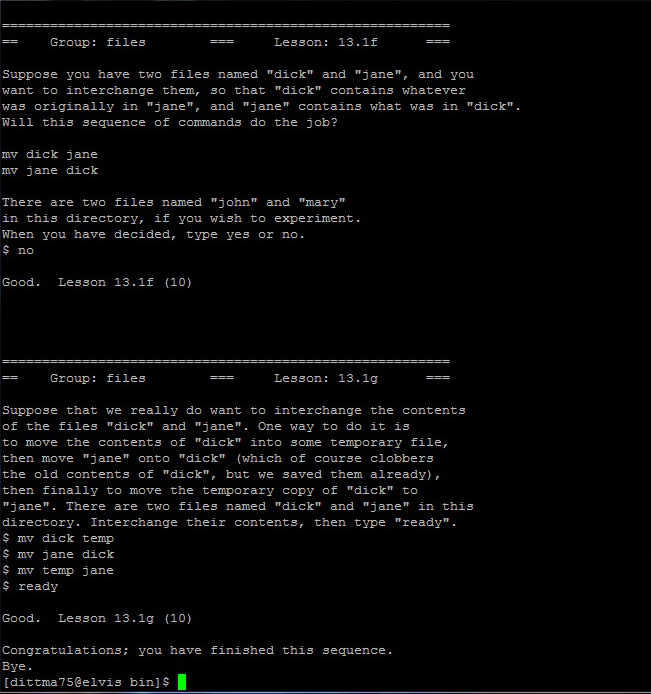 ========================================================
==    Group: files        ===     Lesson: 13.1f      ===
Suppose you have two files named "dick" and "jane", and you
want to interchange them, so that "dick" contains whatever
was originally in "jane", and "jane" contains what was in "dick".
Will this sequence of commands do the job?
mv dick jane
mv jane dick
There are two files named "john" and "mary"
in this directory, if you wish to experiment.
When you have decided, type yes or no.
$ no
Good.  Lesson 13.1f (10)
========================================================
==    Group: files        ===     Lesson: 13.1g      ===
Suppose that we really do want to interchange the contents
of the files "dick" and "jane". One way to do it is
to move the contents of "dick" into some temporary file,
then move "jane" onto "dick" (which of course clobbers
the old contents of "dick", but we saved them already),
then finally to move the temporary copy of "dick" to
"jane". There are two files named "dick" and "jane" in this
directory. Interchange their contents, then type "ready".
$ mv dick temp
$ mv jane dick
$ mv temp jane
$ ready
Good.  Lesson 13.1g (10)
Congratulations; you have finished this sequence.
Bye.
[dittma75@elvis bin]$